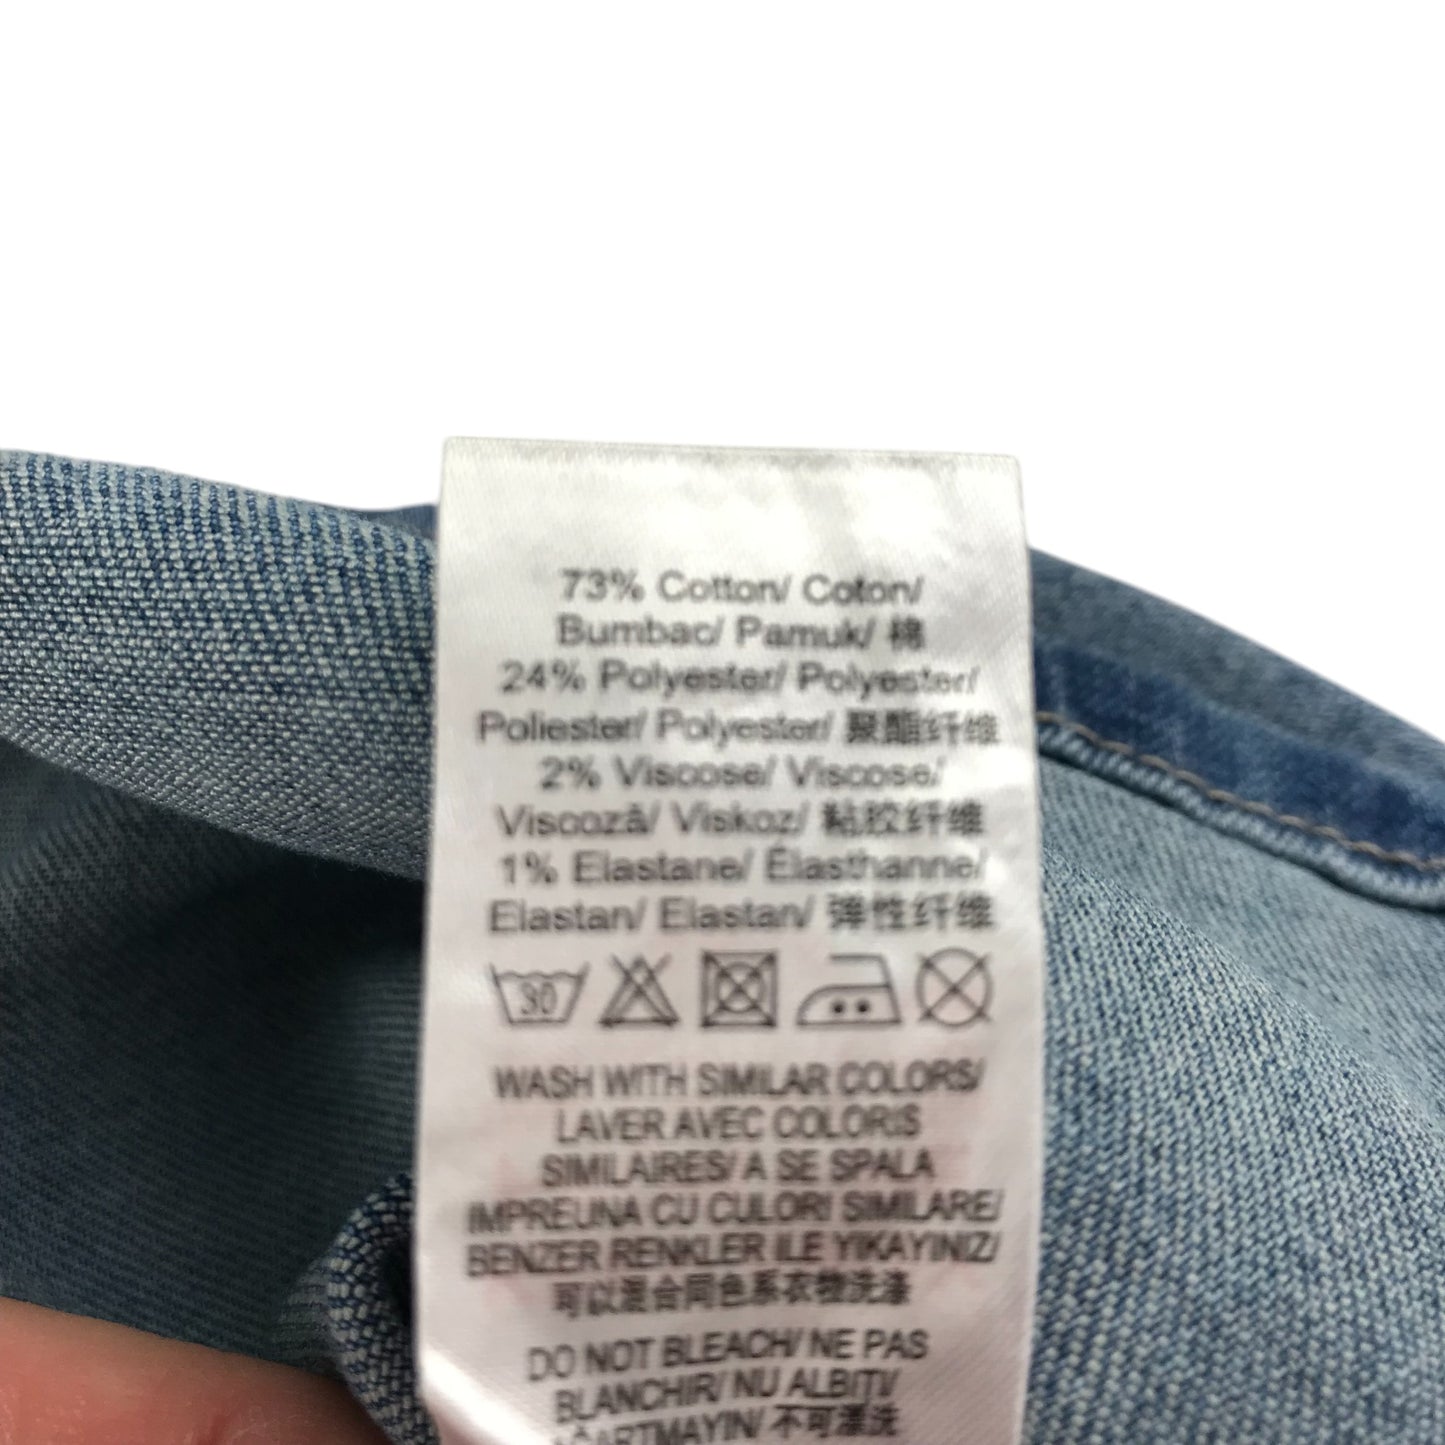 73% Cotton/ Coton/
Bumbac/ Pamuk/ 棉
24% Polyester/ Polyester/
Poliester/ Polyester/ 聚酯纤维
2% Viscose/ Viscose/
Viscoză/ Viskoz/ 粘胶纤维
1% Elastane/ Élasthanne/
Elastan/ Elastan/ 弹性纤维
30
WASH WITH SIMILAR COLORS/
LAVER AVEC COLORIS
SIMILAIRES/ A SE SPALA
IMPREUNA CU CULORI SIMILARE/
BENZER RENKLER ILE YIKAYINIZ/
可以混合同色系衣物洗涤
DO NOT BLEACH/ NE PAS
BLANCHIR/ NU ALBITI/
不可漂洗